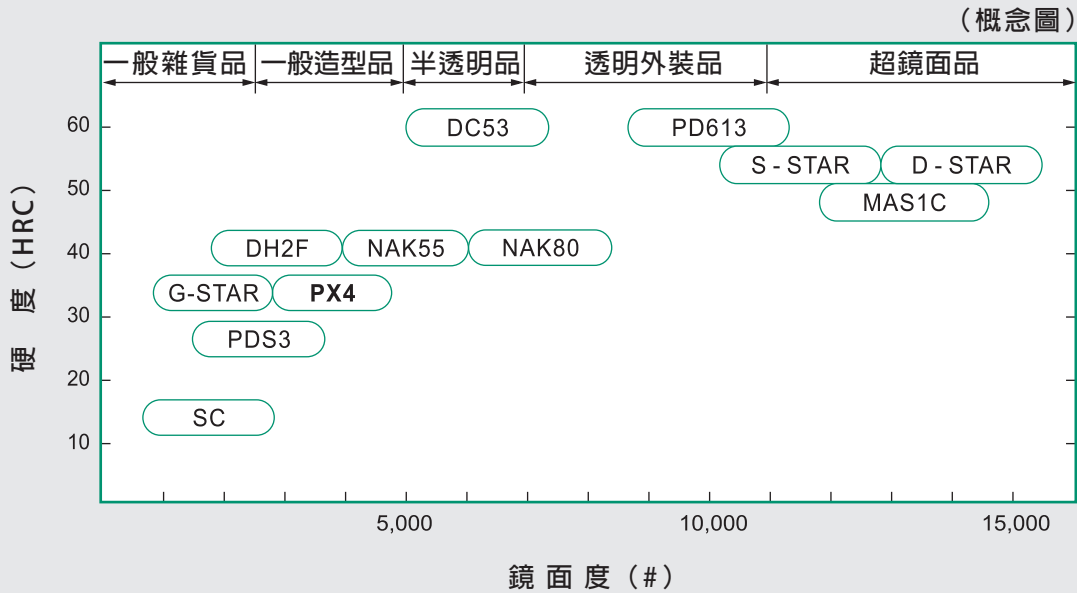 （概念圖）
一般雜貨品 一般造型品 半透明品 透明外裝品 超鏡面品
60 DC53 PD613
S - STAR D - STAR
50
MAS1C
40 DH2F NAK55 NAK80
G-STAR PX4
30
PDS3
20
SC
10
硬 度（HRC）
5,000 10,000 15,000
鏡 面 度（#）